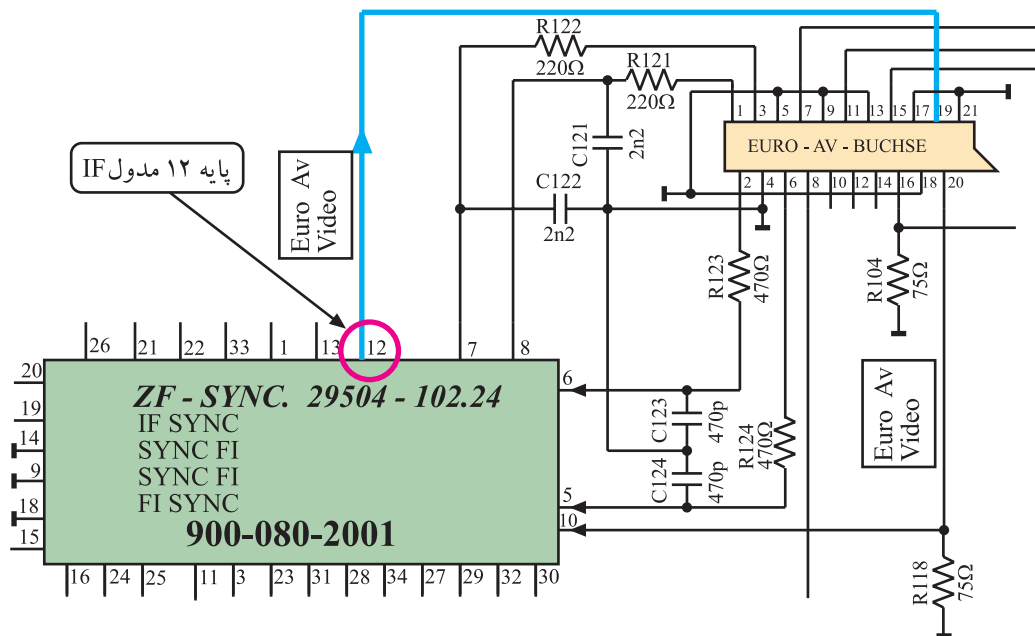 R122
220Ω
R121
220Ω
C121
2n2
C122
2n2
1 3 5 7 9 11 13 15 17 19 21
EURO - AV - BUCHSE
2 4 6 8 10 12 14 16 18 20
پایه ۱۲ مدول IF
Euro Av
Video
R123
470Ω
R104
75Ω
26 21 22 33 1 13 12 7 8
20
19
14
9
18
15
ZF - SYNC. 29504 - 102.24
IF SYNC
SYNC FI
SYNC FI
FI SYNC
900-080-2001
6
5
10
C123
470p
C124
470p
R124
470Ω
Euro Av
Video
16 24 25 11 3 23 31 28 34 27 29 32 30
R118
75Ω